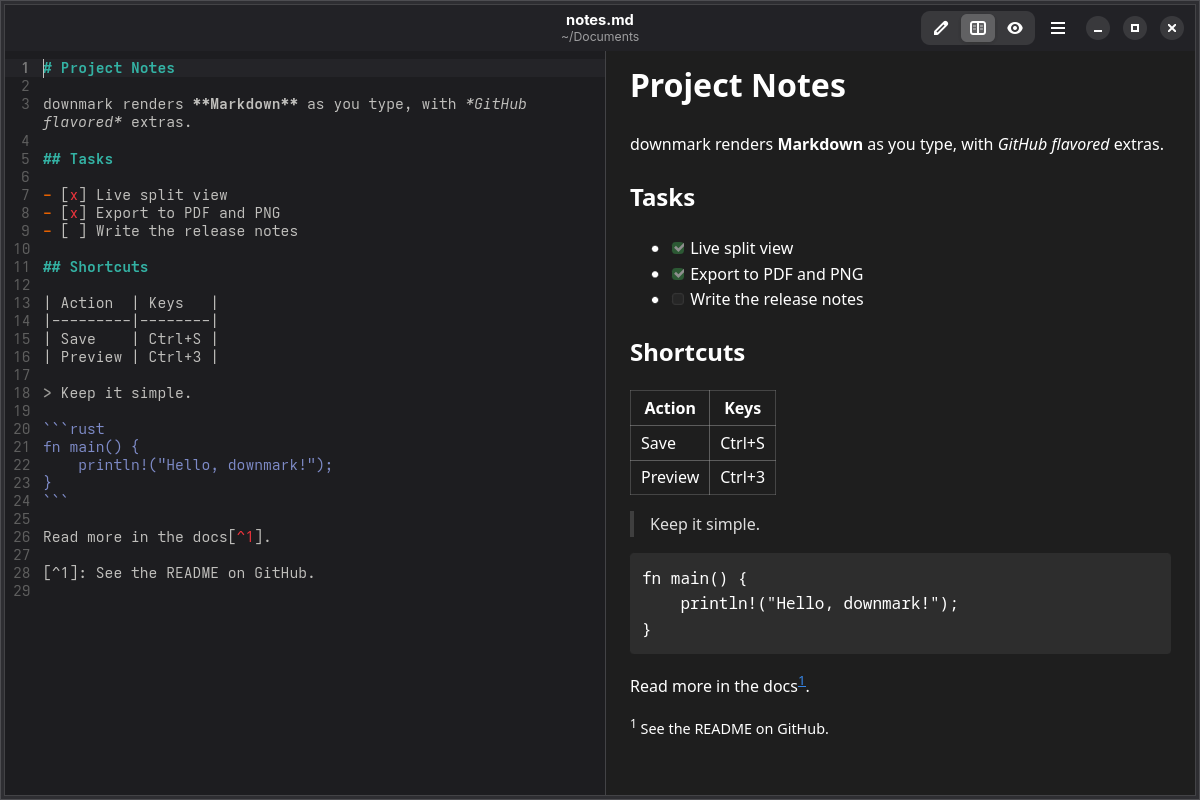 notes.md
~/Documents
1 # Project Notes
2
3 downmark renders **Markdown** as you type, with *GitHub
flavored* extras.
4
5 ## Tasks
6
7 - [x] Live split view
8 - [x] Export to PDF and PNG
9 - [ ] Write the release notes
10
11 ## Shortcuts
12
13 | Action  | Keys   |
14 |---------|--------|
15 | Save    | Ctrl+S |
16 | Preview | Ctrl+3 |
17
18 > Keep it simple.
19
20 ```rust
21 fn main() {
22     println!("Hello, downmark!");
23 }
24 ```
25
26 Read more in the docs[^1].
27
28 [^1]: See the README on GitHub.
29
Project Notes
downmark renders Markdown as you type, with GitHub flavored extras.
Tasks
Live split view
Export to PDF and PNG
Write the release notes
Shortcuts
Action Keys
Save Ctrl+S
Preview Ctrl+3
Keep it simple.
fn main() {
    println!("Hello, downmark!");
}
Read more in the docs1.
1 See the README on GitHub.